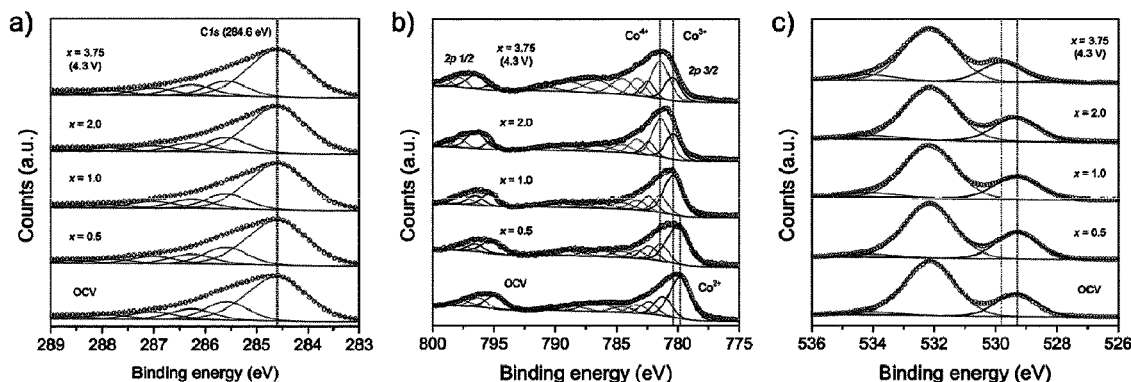 a)
C1s (284.6 eV)
x = 3.75
(4.3 V)
x = 2.0
x = 1.0
x = 0.5
OCV
Counts (a.u.)
289 288 287 286 285 284 283
Binding energy (eV)
b)
Co4+ Co3+
2p 1/2 x = 3.75 2p 3/2
(4.3 V)
x = 2.0
x = 1.0
x = 0.5
OCV Co2+
Counts (a.u.)
800 795 790 785 780 775
Binding energy (eV)
c)
x = 3.75
(4.3 V)
x = 2.0
x = 1.0
x = 0.5
OCV
Counts (a.u.)
536 534 532 530 528 526
Binding energy (eV)